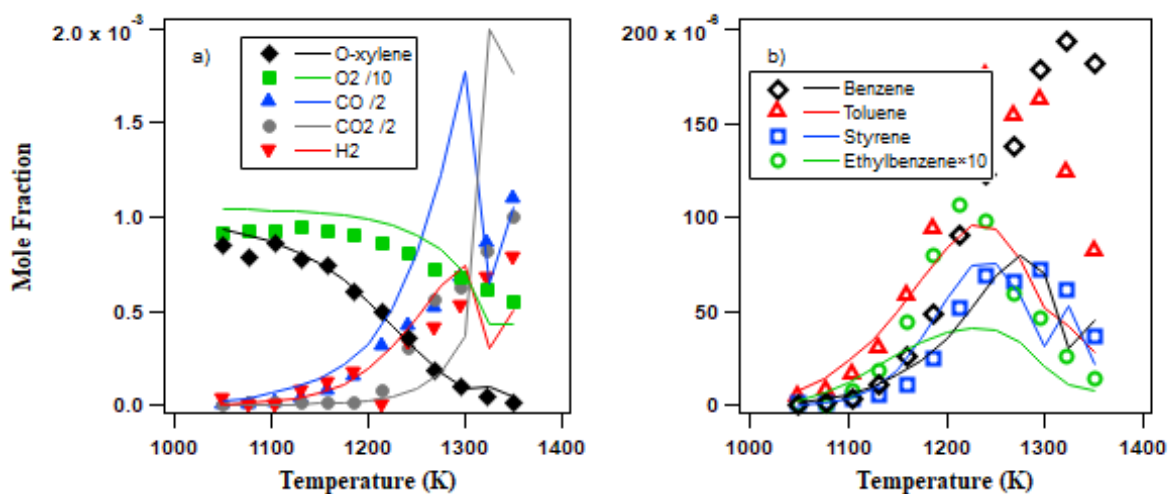 2.0 x 10⁻³
a)
O-xylene
O2 /10
CO /2
CO2 /2
H2
1.5
1.0
0.5
0.0
1000 1100 1200 1300 1400
Temperature (K)
Mole Fraction
200 x 10⁻⁶
b)
Benzene
Toluene
Styrene
Ethylbenzene×10
150
100
50
0
1000 1100 1200 1300 1400
Temperature (K)